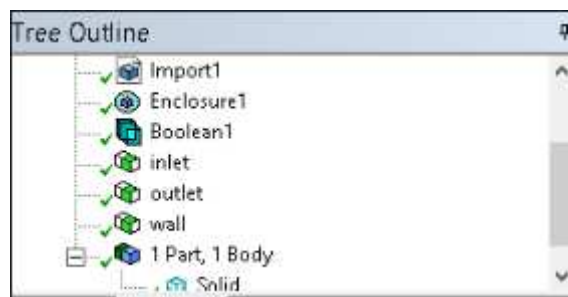 Tree Outline
Import1
Enclosure1
Boolean1
inlet
outlet
wall
1 Part, 1 Body
Solid